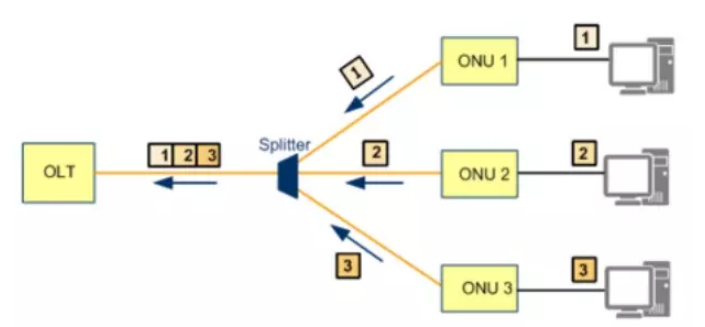 1
ONU 1
1
Splitter
1 2 3
2
2
OLT
ONU 2
3
3
ONU 3